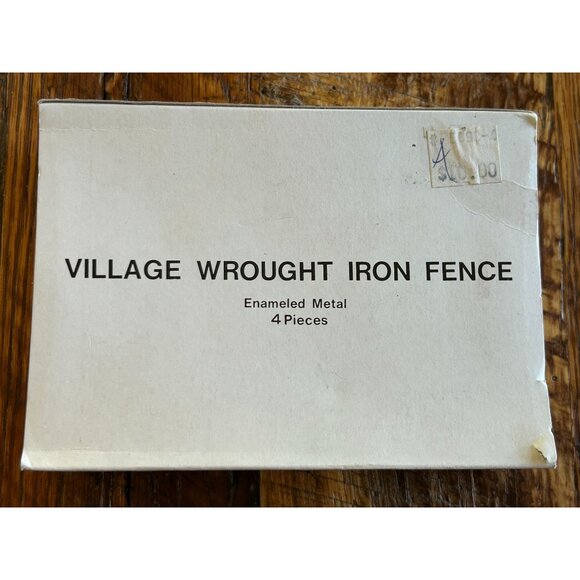 A
VILLAGE WROUGHT IRON FENCE
Enameled Metal
4 Pieces